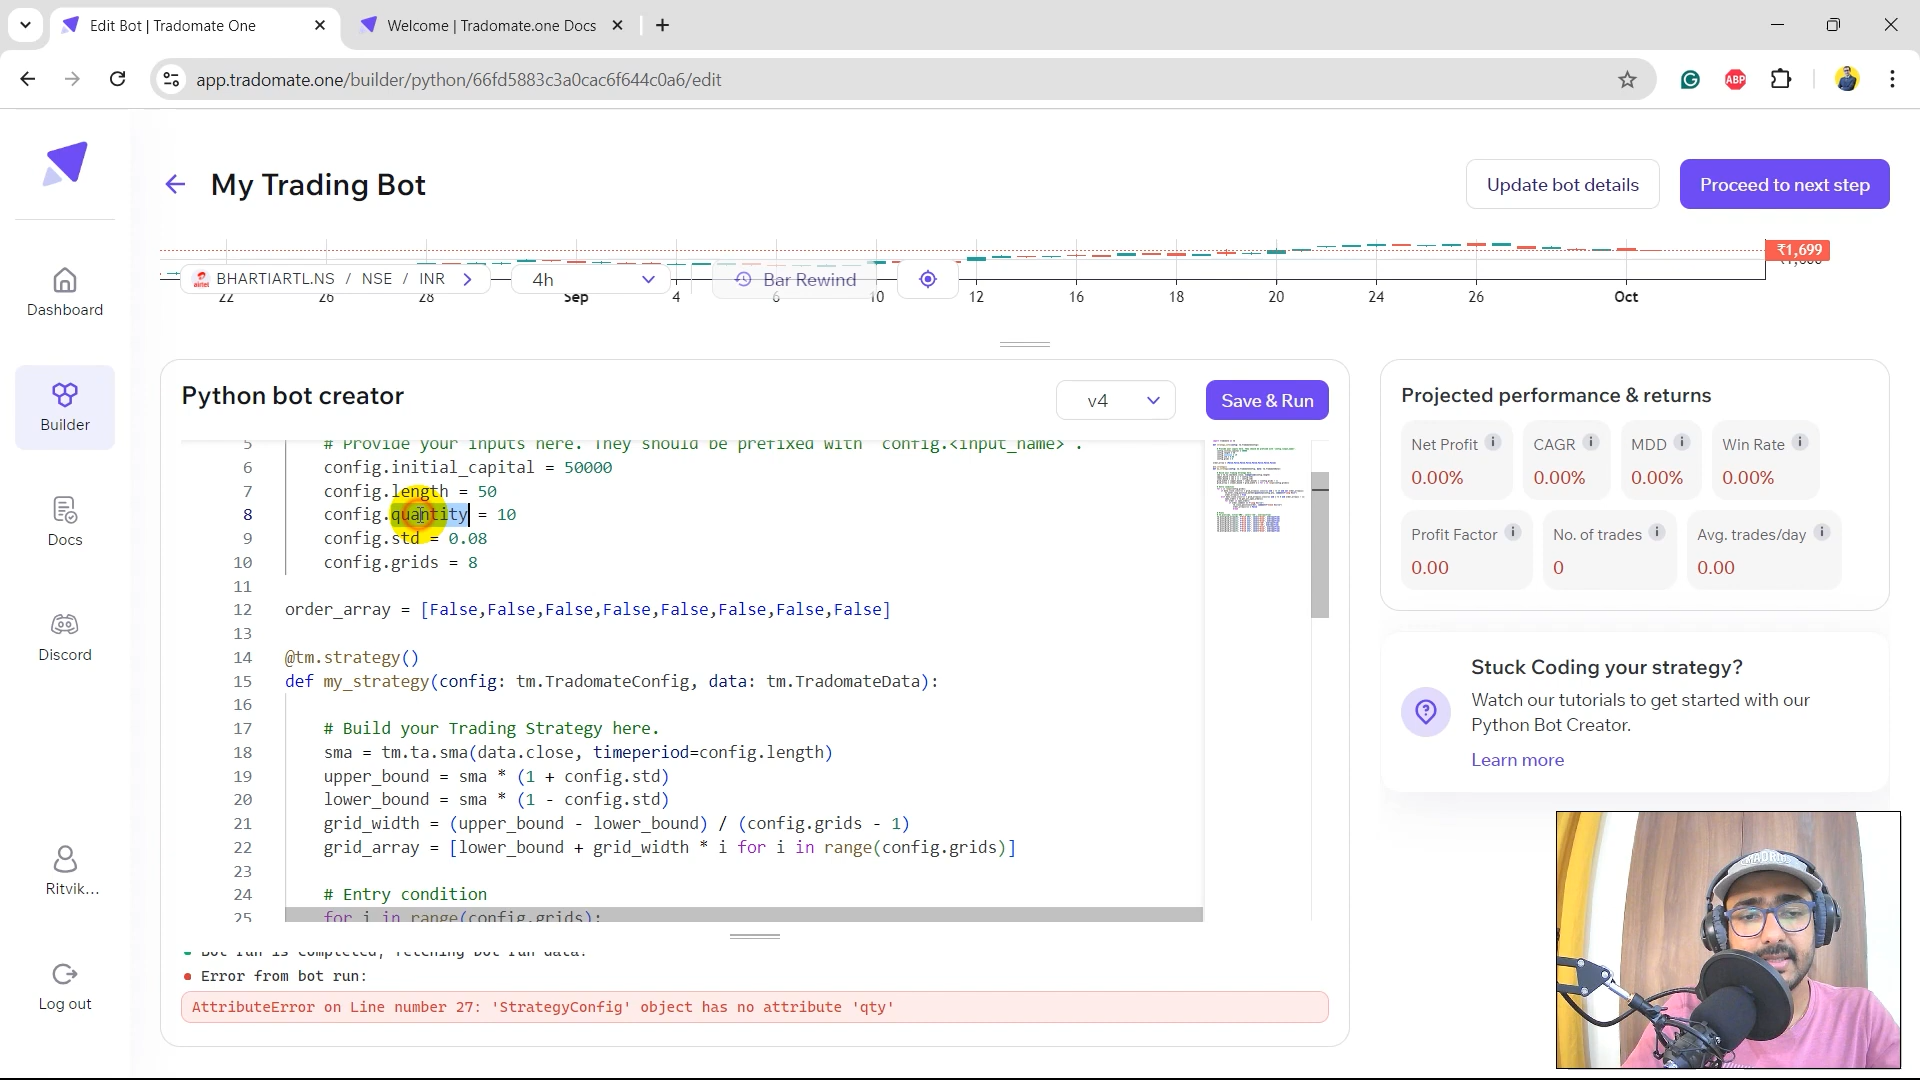 Edit Bot | Tradomate One
Welcome | Tradomate.one Docs
app.tradomate.one/builder/python/66fd5883c3a0cac6f644c0a6/edit
ABP
My Trading Bot
Update bot details
Proceed to next step
₹1,699
BHARTIARTL.NS / NSE / INR
4h
Bar Rewind
22 26 28 Sep 4 6 10 12 16 18 20 24 26 Oct
Dashboard
Builder
Docs
Discord
Ritvik...
Log out
Python bot creator
v4
Save & Run
5 # Provide your inputs here. They should be prefixed with `config.<input_name>`.
6 config.initial_capital = 50000
7 config.length = 50
8 config.quantity = 10
9 config.std = 0.08
10 config.grids = 8
11
12 order_array = [False,False,False,False,False,False,False,False]
13
14 @tm.strategy()
15 def my_strategy(config: tm.TradomateConfig, data: tm.TradomateData):
16
17 # Build your Trading Strategy here.
18 sma = tm.ta.sma(data.close, timeperiod=config.length)
19 upper_bound = sma * (1 + config.std)
20 lower_bound = sma * (1 - config.std)
21 grid_width = (upper_bound - lower_bound) / (config.grids - 1)
22 grid_array = [lower_bound + grid_width * i for i in range(config.grids)]
23
24 # Entry condition
25 for i in range(config.grids):
Bot run is completed, fetching bot run data.
Error from bot run:
AttributeError on Line number 27: 'StrategyConfig' object has no attribute 'qty'
Projected performance & returns
Net Profit
0.00%
CAGR
0.00%
MDD
0.00%
Win Rate
0.00%
Profit Factor
0.00
No. of trades
0
Avg. trades/day
0.00
Stuck Coding your strategy?
Watch our tutorials to get started with our
Python Bot Creator.
Learn more